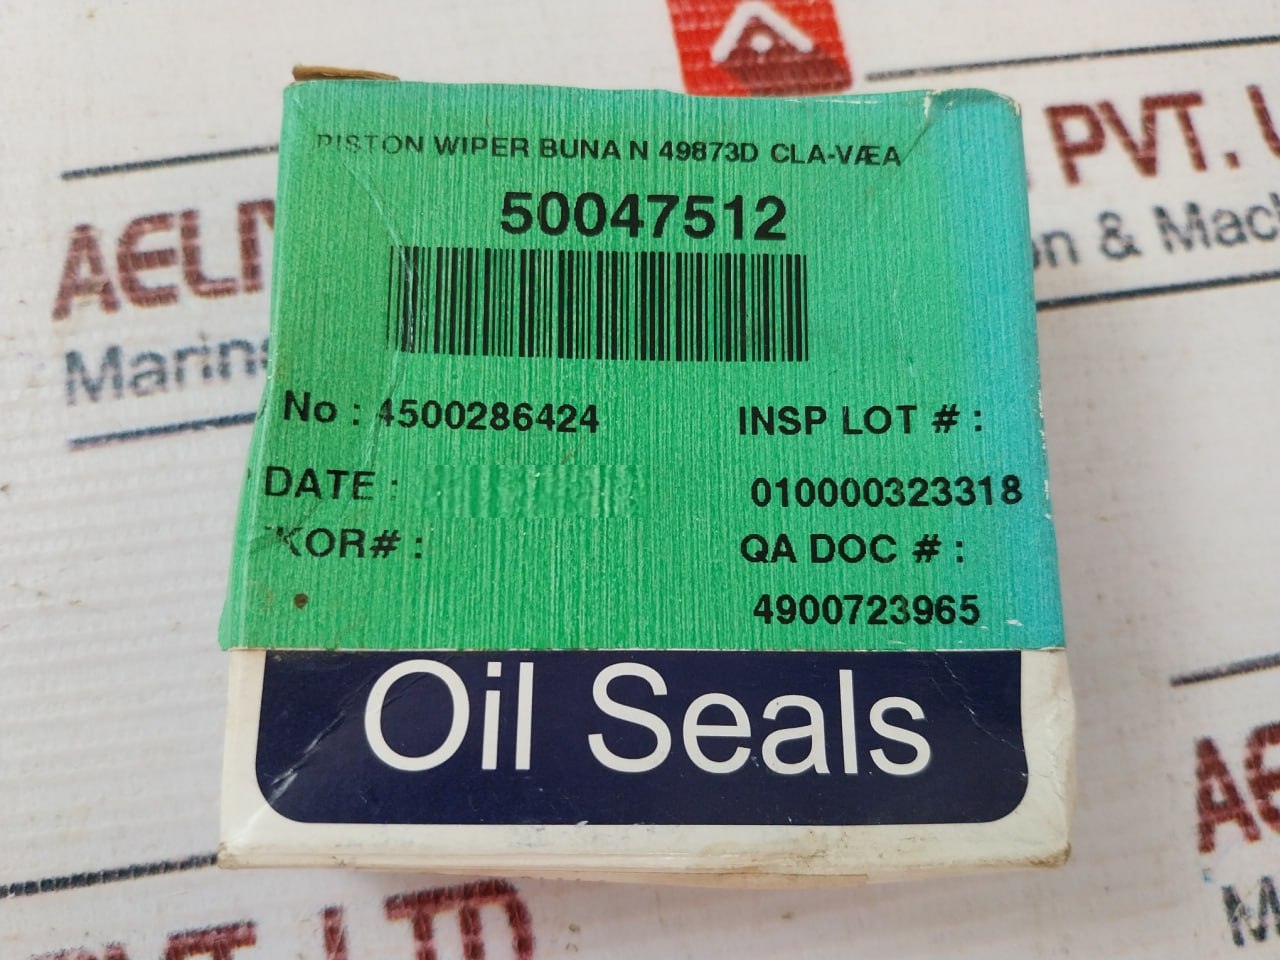 PISTON WIPER BUNA N 49873D CLA-VÆA
50047512
No : 4500286424
INSP LOT # :
DATE :
010000323318
KOR# :
QA DOC # :
4900723965
Oil Seals
PVT.
& Mac
AELI
Marin